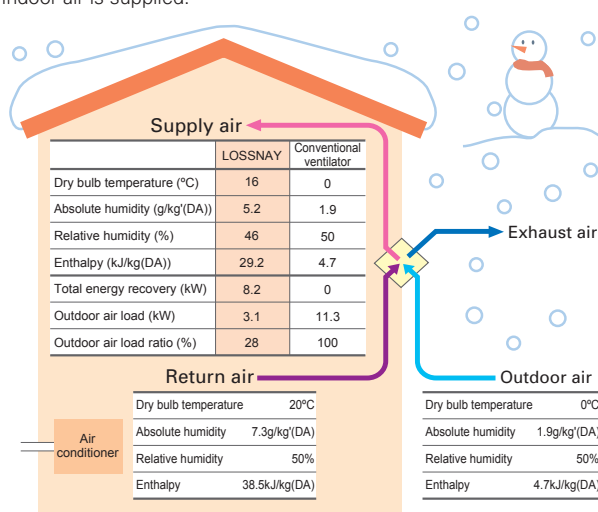 indoor air is supplied.
Supply air
LOSSNAY Conventional ventilator
Dry bulb temperature (ºC) 16 0
Absolute humidity (g/kg'(DA)) 5.2 1.9
Relative humidity (%) 46 50
Enthalpy (kJ/kg(DA)) 29.2 4.7
Total energy recovery (kW) 8.2 0
Outdoor air load (kW) 3.1 11.3
Outdoor air load ratio (%) 28 100
Exhaust air
Return air
Dry bulb temperature 20ºC
Absolute humidity 7.3g/kg'(DA)
Relative humidity 50%
Enthalpy 38.5kJ/kg(DA)
Outdoor air
Dry bulb temperature 0ºC
Absolute humidity 1.9g/kg'(DA)
Relative humidity 50%
Enthalpy 4.7kJ/kg(DA)
Air
conditioner